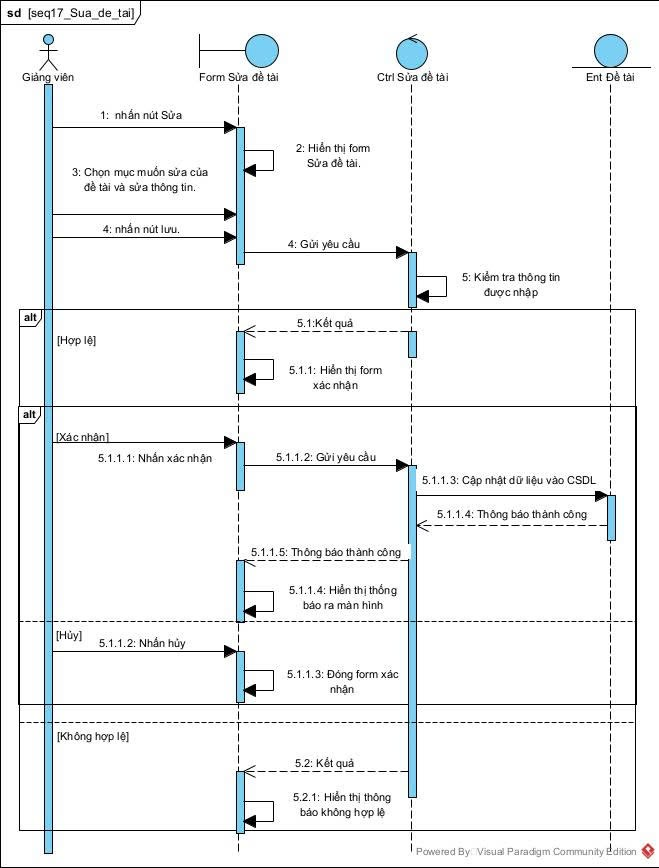 sd [seq17_Sua_de_tai]
Giảng viên
Form Sửa đề tài
Ctrl Sửa đề tài
Ent Đề tài
1: nhấn nút Sửa
2: Hiển thị form
Sửa đề tài.
3: Chọn mục muốn sửa của
đề tài và sửa thông tin.
4: nhấn nút lưu.
4: Gửi yêu cầu
5: Kiểm tra thông tin
được nhập
alt
5.1:Kết quả
[Hợp lệ]
5.1.1: Hiển thị form
xác nhận
alt
[Xác nhận]
5.1.1.1: Nhấn xác nhận
5.1.1.2: Gửi yêu cầu
5.1.1.3: Cập nhật dữ liệu vào CSDL
5.1.1.4: Thông báo thành công
5.1.1.5: Thông báo thành công
5.1.1.4: Hiển thị thống
báo ra màn hình
[Hủy]
5.1.1.2: Nhấn hủy
5.1.1.3: Đóng form xác
nhận
[Không hợp lệ]
5.2: Kết quả
5.2.1: Hiển thị thông
báo không hợp lệ
Powered By Visual Paradigm Community Edition